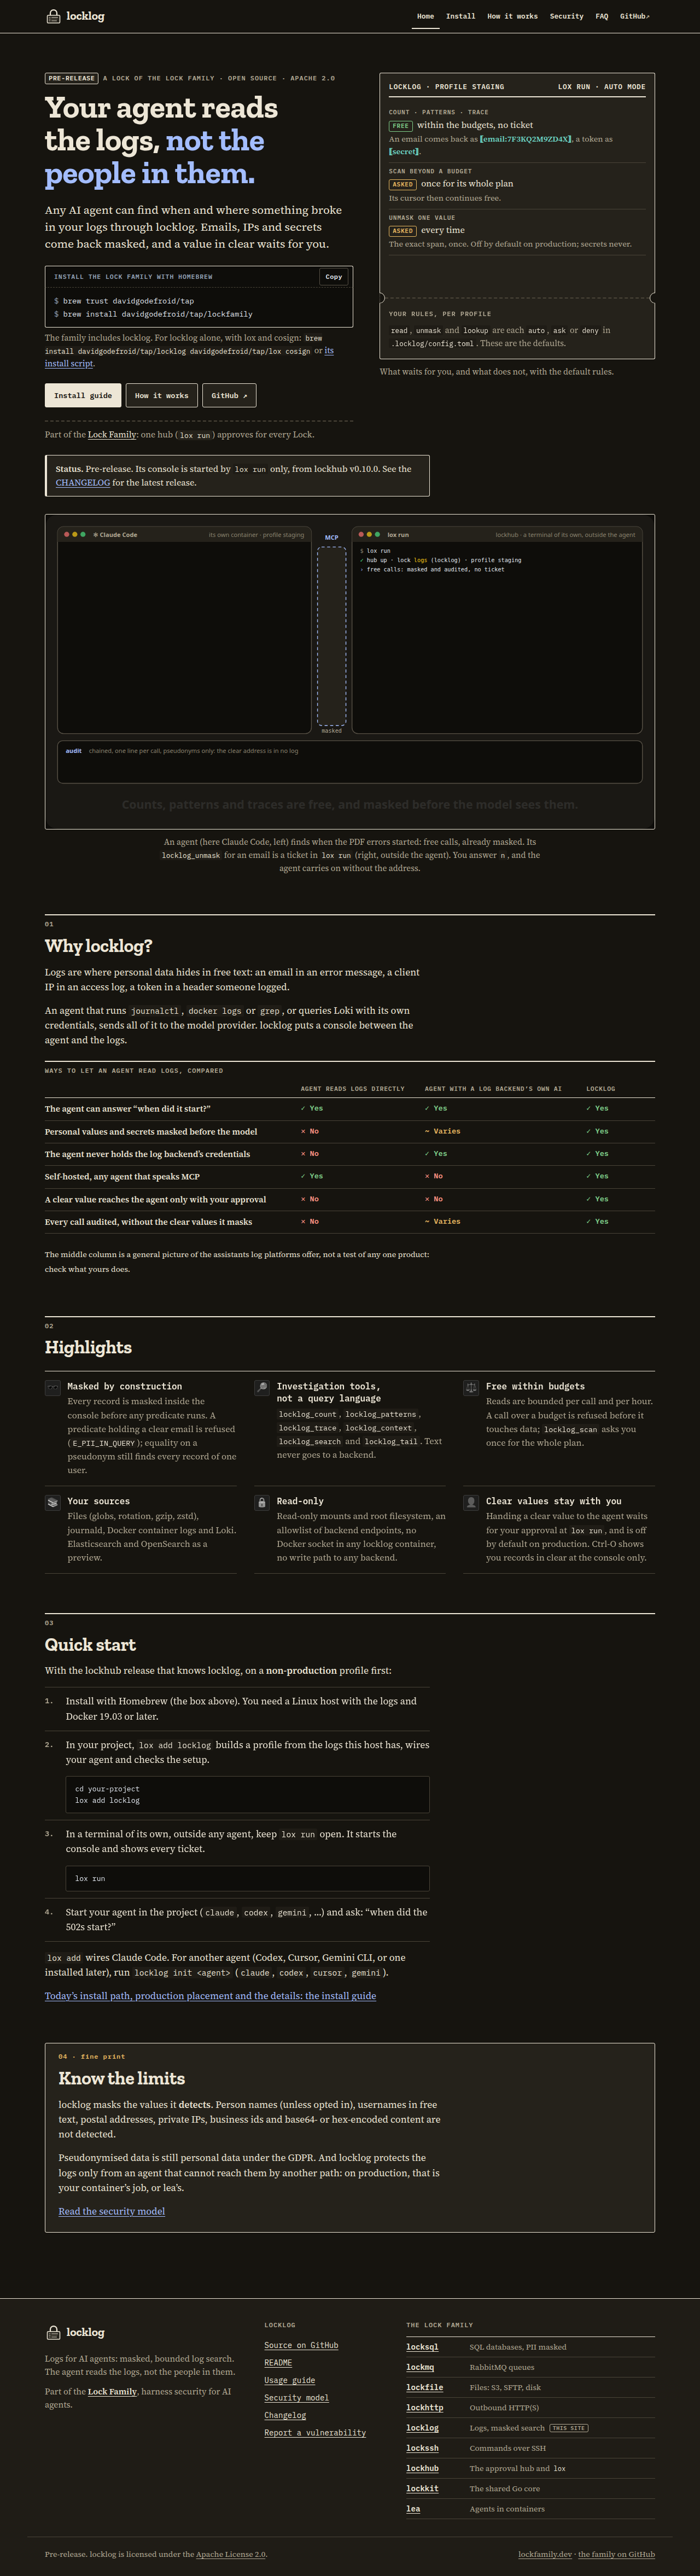 locklog
Home Install How it works Security FAQ GitHub↗
PRE-RELEASE A LOCK OF THE LOCK FAMILY · OPEN SOURCE · APACHE 2.0
Your agent reads
the logs, not the
people in them.
Any AI agent can find when and where something broke
in your logs through locklog. Emails, IPs and secrets
come back masked, and a value in clear waits for you.
INSTALL THE LOCK FAMILY WITH HOMEBREW
Copy
$ brew trust davidgodefroid/tap
$ brew install davidgodefroid/tap/lockfamily
The family includes locklog. For locklog alone, with lox and cosign: brew
install davidgodefroid/tap/locklog davidgodefroid/tap/lox cosign or its
install script.
Install guide
How it works
GitHub ↗
Part of the Lock Family: one hub (lox run) approves for every Lock.
LOCKLOG · PROFILE STAGING LOX RUN · AUTO MODE
COUNT · PATTERNS · TRACE
FREE within the budgets, no ticket
An email comes back as ⟦email:7F3KQ2M9ZD4X⟧, a token as
⟦secret⟧.
SCAN BEYOND A BUDGET
ASKED once for its whole plan
Its cursor then continues free.
UNMASK ONE VALUE
ASKED every time
The exact span, once. Off by default on production; secrets never.
YOUR RULES, PER PROFILE
read, unmask and lookup are each auto, ask or deny in
.locklog/config.toml. These are the defaults.
What waits for you, and what does not, with the default rules.
Status. Pre-release. Its console is started by lox run only, from lockhub v0.10.0. See the
CHANGELOG for the latest release.
✻ Claude Code its own container · profile staging
MCP
masked
lox run lockhub · a terminal of its own, outside the agent
$ lox run
✓ hub up · lock logs (locklog) · profile staging
· free calls: masked and audited, no ticket
audit chained, one line per call, pseudonyms only: the clear address is in no log
Counts, patterns and traces are free, and masked before the model sees them.
An agent (here Claude Code, left) finds when the PDF errors started: free calls, already masked. Its
locklog_unmask for an email is a ticket in lox run (right, outside the agent). You answer n, and the
agent carries on without the address.
01
Why locklog?
Logs are where personal data hides in free text: an email in an error message, a client
IP in an access log, a token in a header someone logged.
An agent that runs journalctl, docker logs or grep, or queries Loki with its own
credentials, sends all of it to the model provider. locklog puts a console between the
agent and the logs.
WAYS TO LET AN AGENT READ LOGS, COMPARED
AGENT READS LOGS DIRECTLY AGENT WITH A LOG BACKEND'S OWN AI LOCKLOG
The agent can answer “when did it start?” ✓ Yes ✓ Yes ✓ Yes
Personal values and secrets masked before the model ✕ No ~ Varies ✓ Yes
The agent never holds the log backend's credentials ✕ No ✓ Yes ✓ Yes
Self-hosted, any agent that speaks MCP ✓ Yes ✕ No ✓ Yes
A clear value reaches the agent only with your approval ✕ No ✕ No ✓ Yes
Every call audited, without the clear values it masks ✕ No ~ Varies ✓ Yes
The middle column is a general picture of the assistants log platforms offer, not a test of any one product:
check what yours does.
02
Highlights
Masked by construction
Every record is masked inside the
console before any predicate runs. A
predicate holding a clear email is refused
(E_PII_IN_QUERY); equality on a
pseudonym still finds every record of one
user.
Investigation tools,
not a query language
locklog_count, locklog_patterns,
locklog_trace, locklog_context,
locklog_search and locklog_tail. Text
never goes to a backend.
Free within budgets
Reads are bounded per call and per hour.
A call over a budget is refused before it
touches data; locklog_scan asks you
once for the whole plan.
Your sources
Files (globs, rotation, gzip, zstd),
journald, Docker container logs and Loki.
Elasticsearch and OpenSearch as a
preview.
Read-only
Read-only mounts and root filesystem, an
allowlist of backend endpoints, no
Docker socket in any locklog container,
no write path to any backend.
Clear values stay with you
Handing a clear value to the agent waits
for your approval at lox run, and is off
by default on production. Ctrl-O shows
you records in clear at the console only.
03
Quick start
With the lockhub release that knows locklog, on a non-production profile first:
1. Install with Homebrew (the box above). You need a Linux host with the logs and
Docker 19.03 or later.
2. In your project, lox add locklog builds a profile from the logs this host has, wires
your agent and checks the setup.
cd your-project
lox add locklog
3. In a terminal of its own, outside any agent, keep lox run open. It starts the
console and shows every ticket.
lox run
4. Start your agent in the project (claude, codex, gemini, …) and ask: “when did the
502s start?”
lox add wires Claude Code. For another agent (Codex, Cursor, Gemini CLI, or one
installed later), run locklog init <agent> (claude, codex, cursor, gemini).
Today's install path, production placement and the details: the install guide
04 · fine print
Know the limits
locklog masks the values it detects. Person names (unless opted in), usernames in free
text, postal addresses, private IPs, business ids and base64- or hex-encoded content are
not detected.
Pseudonymised data is still personal data under the GDPR. And locklog protects the
logs only from an agent that cannot reach them by another path: on production, that is
your container's job, or lea's.
Read the security model
locklog
Logs for AI agents: masked, bounded log search.
The agent reads the logs, not the people in them.
Part of the Lock Family, harness security for AI
agents.
LOCKLOG
Source on GitHub
README
Usage guide
Security model
Changelog
Report a vulnerability
THE LOCK FAMILY
locksql SQL databases, PII masked
lockmq RabbitMQ queues
lockfile Files: S3, SFTP, disk
lockhttp Outbound HTTP(S)
locklog Logs, masked search THIS SITE
lockssh Commands over SSH
lockhub The approval hub and lox
lockkit The shared Go core
lea Agents in containers
Pre-release. locklog is licensed under the Apache License 2.0.
lockfamily.dev · the family on GitHub